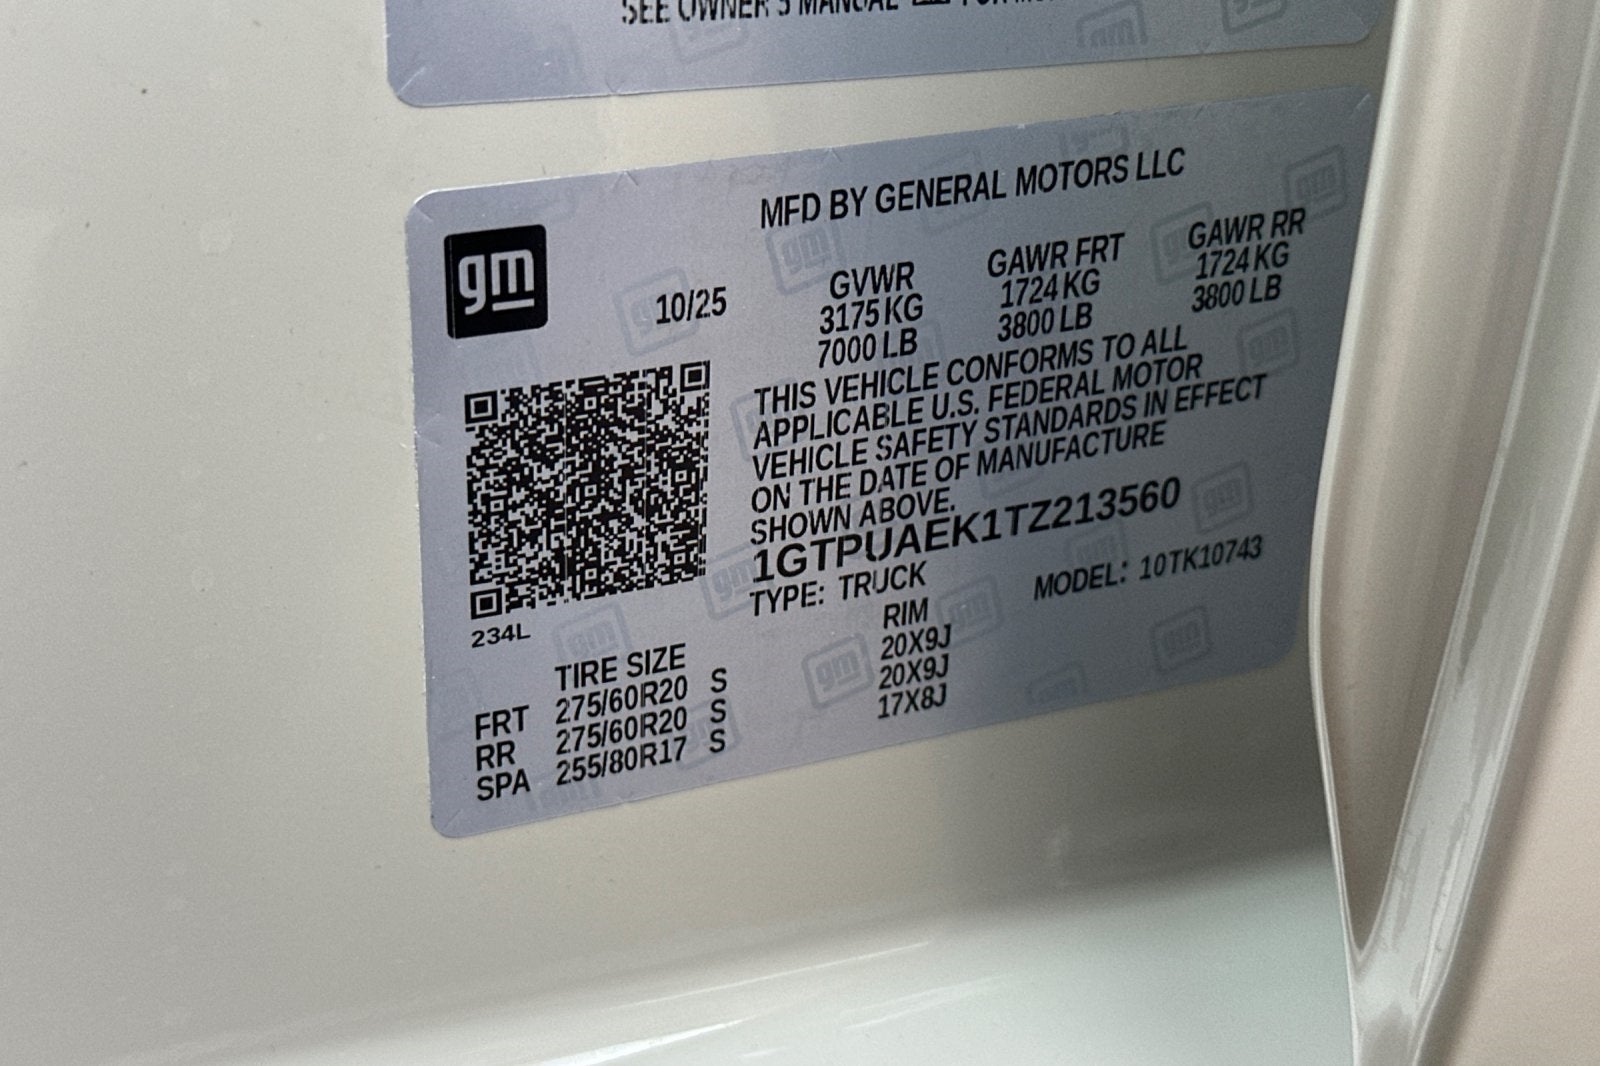 SEE OWNER'S MANUAL
gm
MFD BY GENERAL MOTORS LLC
10/25
GVWR GAWR FRT GAWR RR
3175 KG 1724 KG 1724 KG
7000 LB 3800 LB 3800 LB
THIS VEHICLE CONFORMS TO ALL
APPLICABLE U.S. FEDERAL MOTOR
VEHICLE SAFETY STANDARDS IN EFFECT
ON THE DATE OF MANUFACTURE
SHOWN ABOVE.
1GTPUAEK1TZ213560
TYPE: TRUCK MODEL: 10TK10743
234L
TIRE SIZE RIM
FRT 275/60R20 S 20X9J
RR 275/60R20 S 20X9J
SPA 255/80R17 S 17X8J